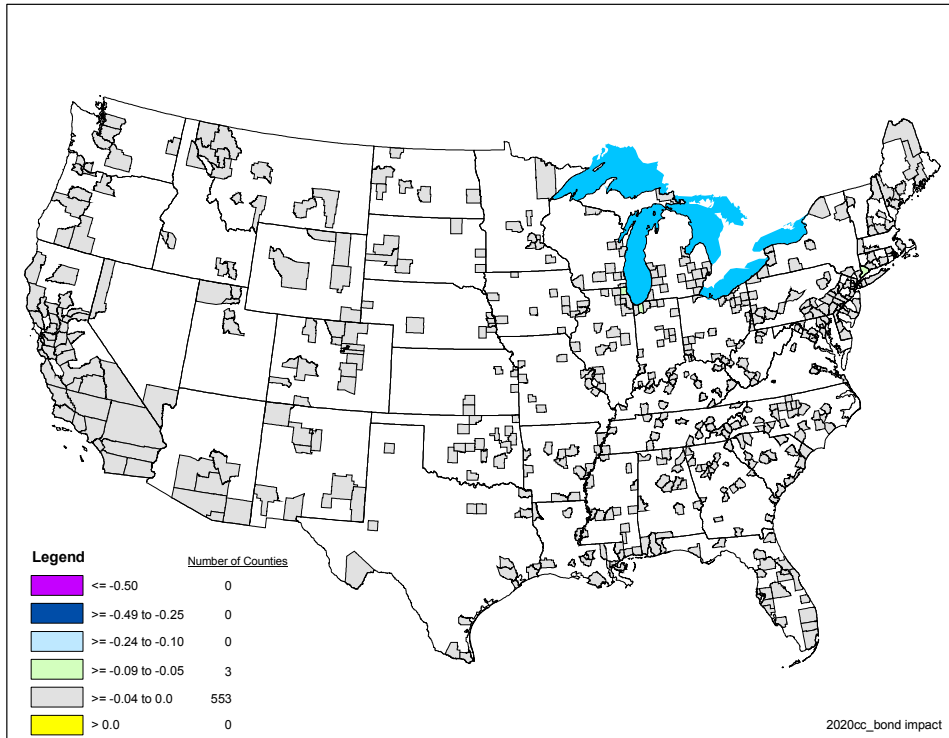 Legend
Number of Counties
<= -0.50 0
>= -0.49 to -0.25 0
>= -0.24 to -0.10 0
>= -0.09 to -0.05 3
>= -0.04 to 0.0 553
> 0.0 0
2020cc_bond impact